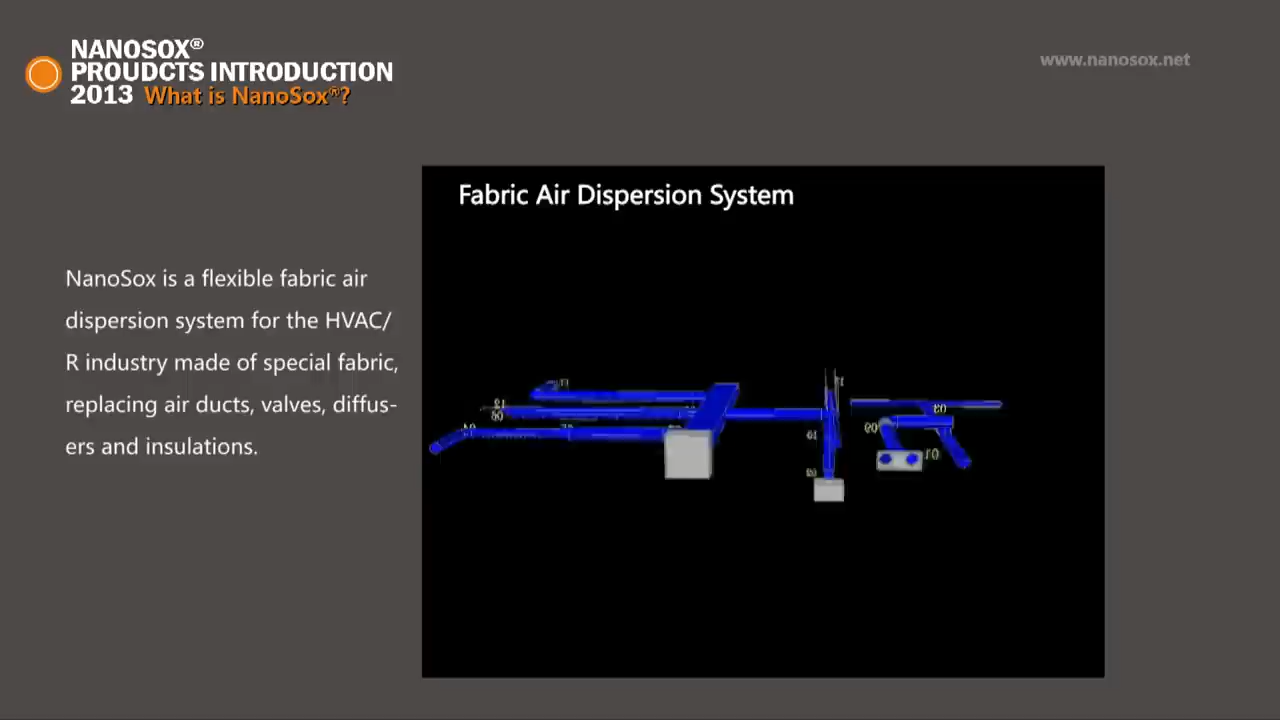 NANOSOX®
PROUDCTS INTRODUCTION
2013 What is NanoSox®?
www.nanosox.net
Fabric Air Dispersion System
NanoSox is a flexible fabric air
dispersion system for the HVAC/
R industry made of special fabric,
replacing air ducts, valves, diffus-
ers and insulations.